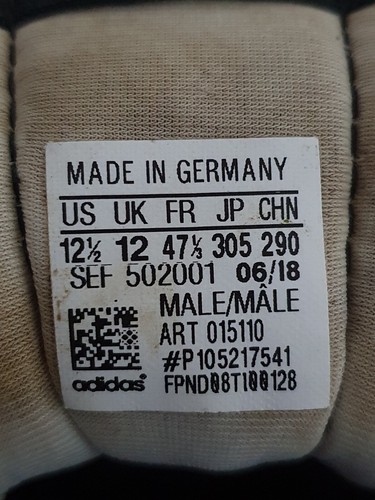 MADE IN GERMANY
US UK FR JP CHN
12½ 12 47⅓ 305 290
SEF 502001 06/18
MALE/MÂLE
ART 015110
#P105217541
adidas® FPND08TI00128